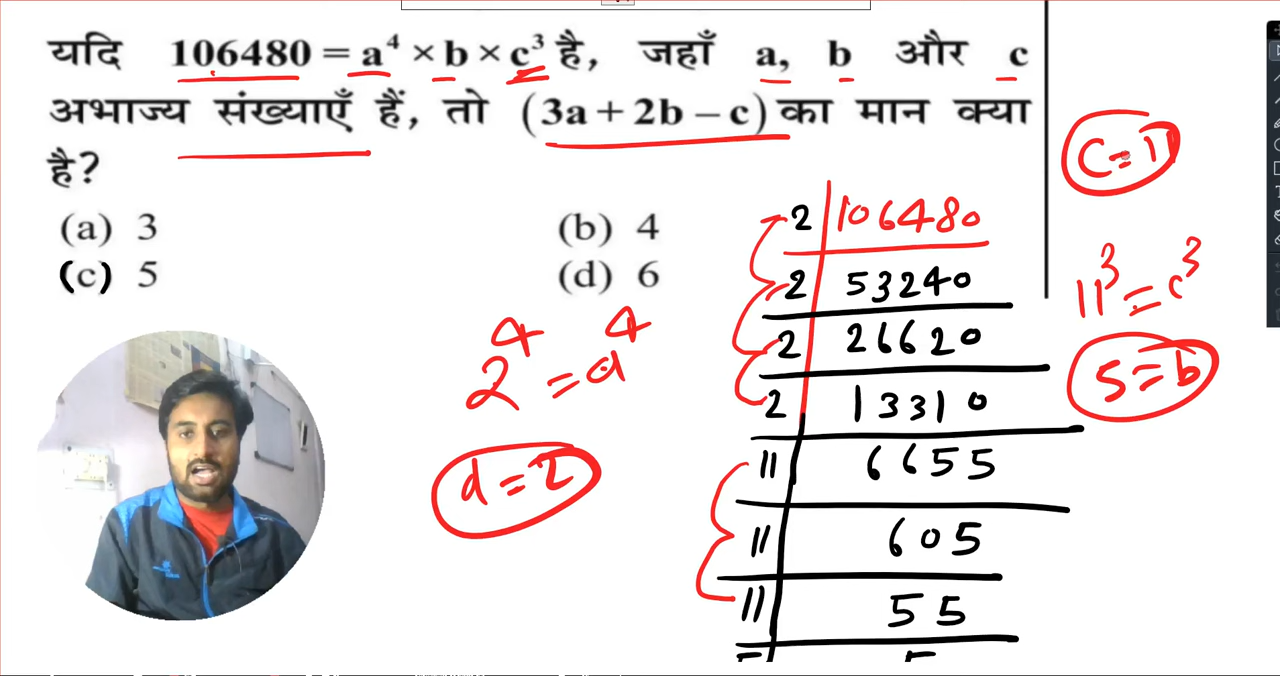 यदि 106480 = a⁴ × b × c³ है, जहाँ a, b और c
अभाज्य संख्याएँ हैं, तो (3a + 2b − c) का मान क्या
है?
(a) 3 (b) 4
(c) 5 (d) 6
2⁴ = a⁴
a = 2
2 | 106480
2 | 53240
2 | 26620
2 | 13310
11 | 6655
11 | 605
11 | 55
C = 11
11³ = c³
5 = b